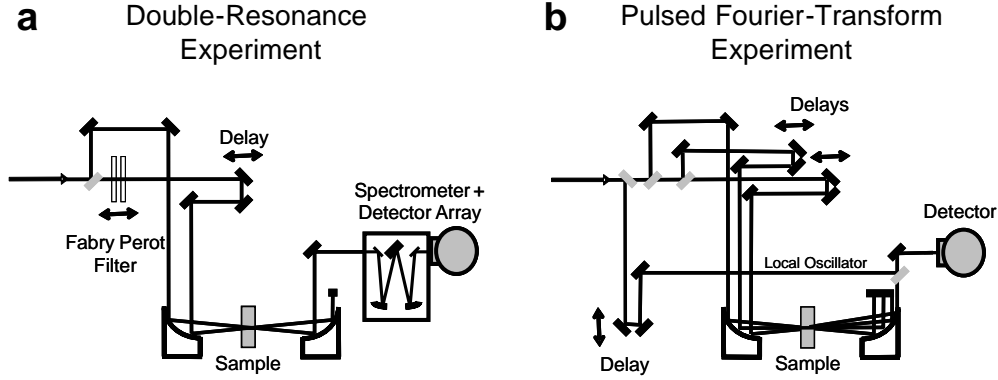 a
Double-Resonance
Experiment
Delay
Fabry Perot
Filter
Spectrometer +
Detector Array
Sample
b
Pulsed Fourier-Transform
Experiment
Delays
Detector
Local Oscillator
Delay
Sample